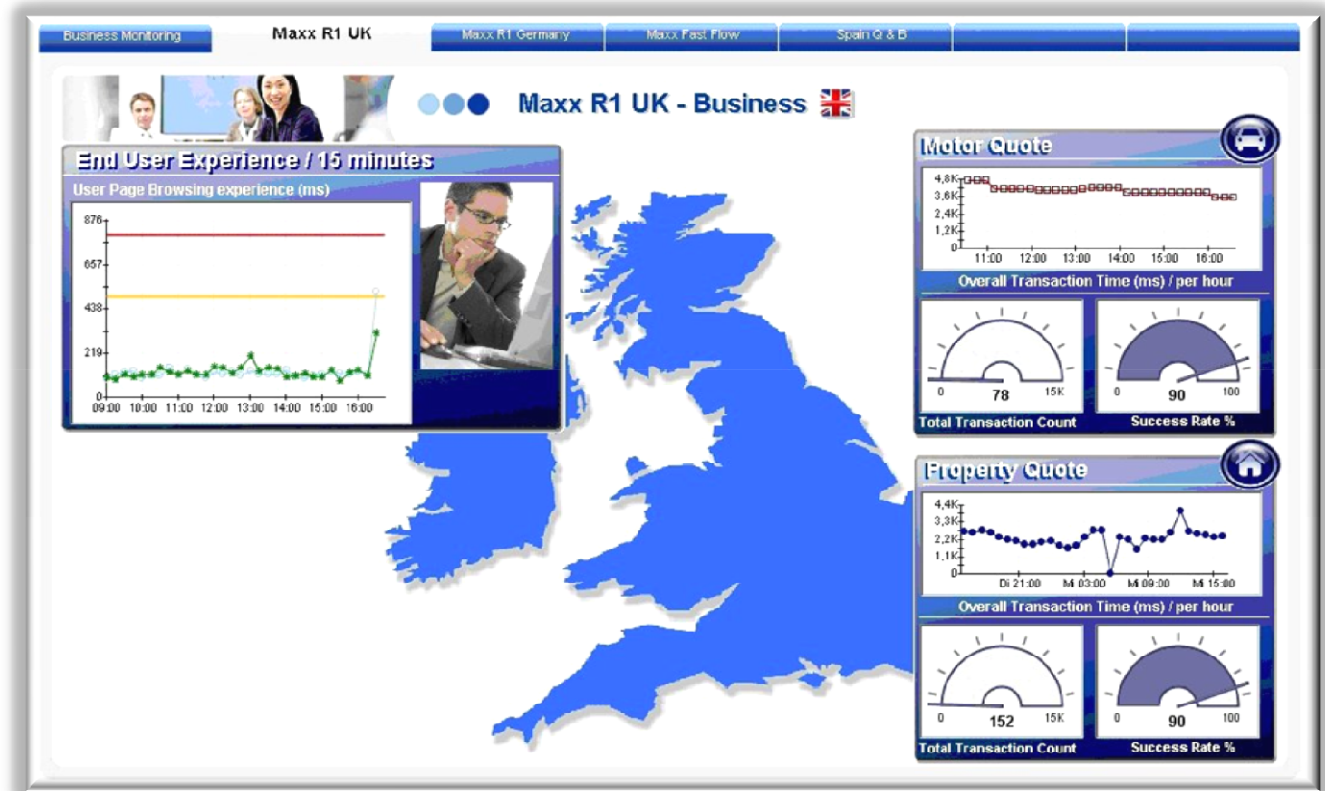 Business Montoring
Maxx R1 UK
Maxx R1 Germany
Maxx Fast Flow
Spain Q & B
Maxx R1 UK - Business
End User Experience / 15 minutes
User Page Browsing experience (ms)
876
657
438
219
0
09:00 10:00 11:00 12:00 13:00 14:00 15:00 16:00
Motor Quote
4,8K
3,6K
2,4K
1,2K
0
11:00 12:00 13:00 14:00 15:00 16:00
Overall Transaction Time (ms) / per hour
0 78 15K
Total Transaction Count
0 90 100
Success Rate %
Property Quote
4,4K
3,3K
2,2K
1,1K
0
Di 21:00 Mi 03:00 Mi 09:00 Mi 15:00
Overall Transaction Time (ms) / per hour
0 152 15K
Total Transaction Count
0 90 100
Success Rate %